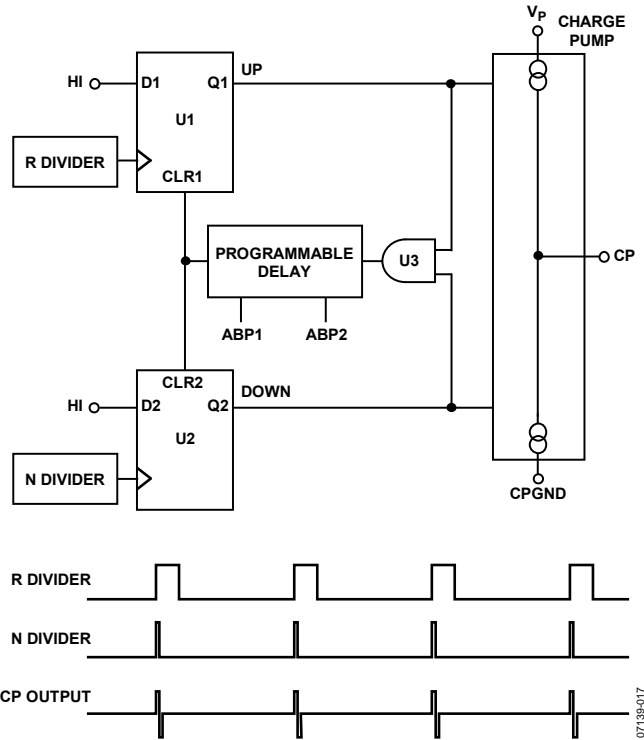 V_P
CHARGE
PUMP
HI
D1
Q1
UP
U1
R DIVIDER
CLR1
PROGRAMMABLE
DELAY
U3
CP
ABP1
ABP2
CLR2
DOWN
HI
D2
Q2
U2
N DIVIDER
CPGND
R DIVIDER
N DIVIDER
CP OUTPUT
07139-017